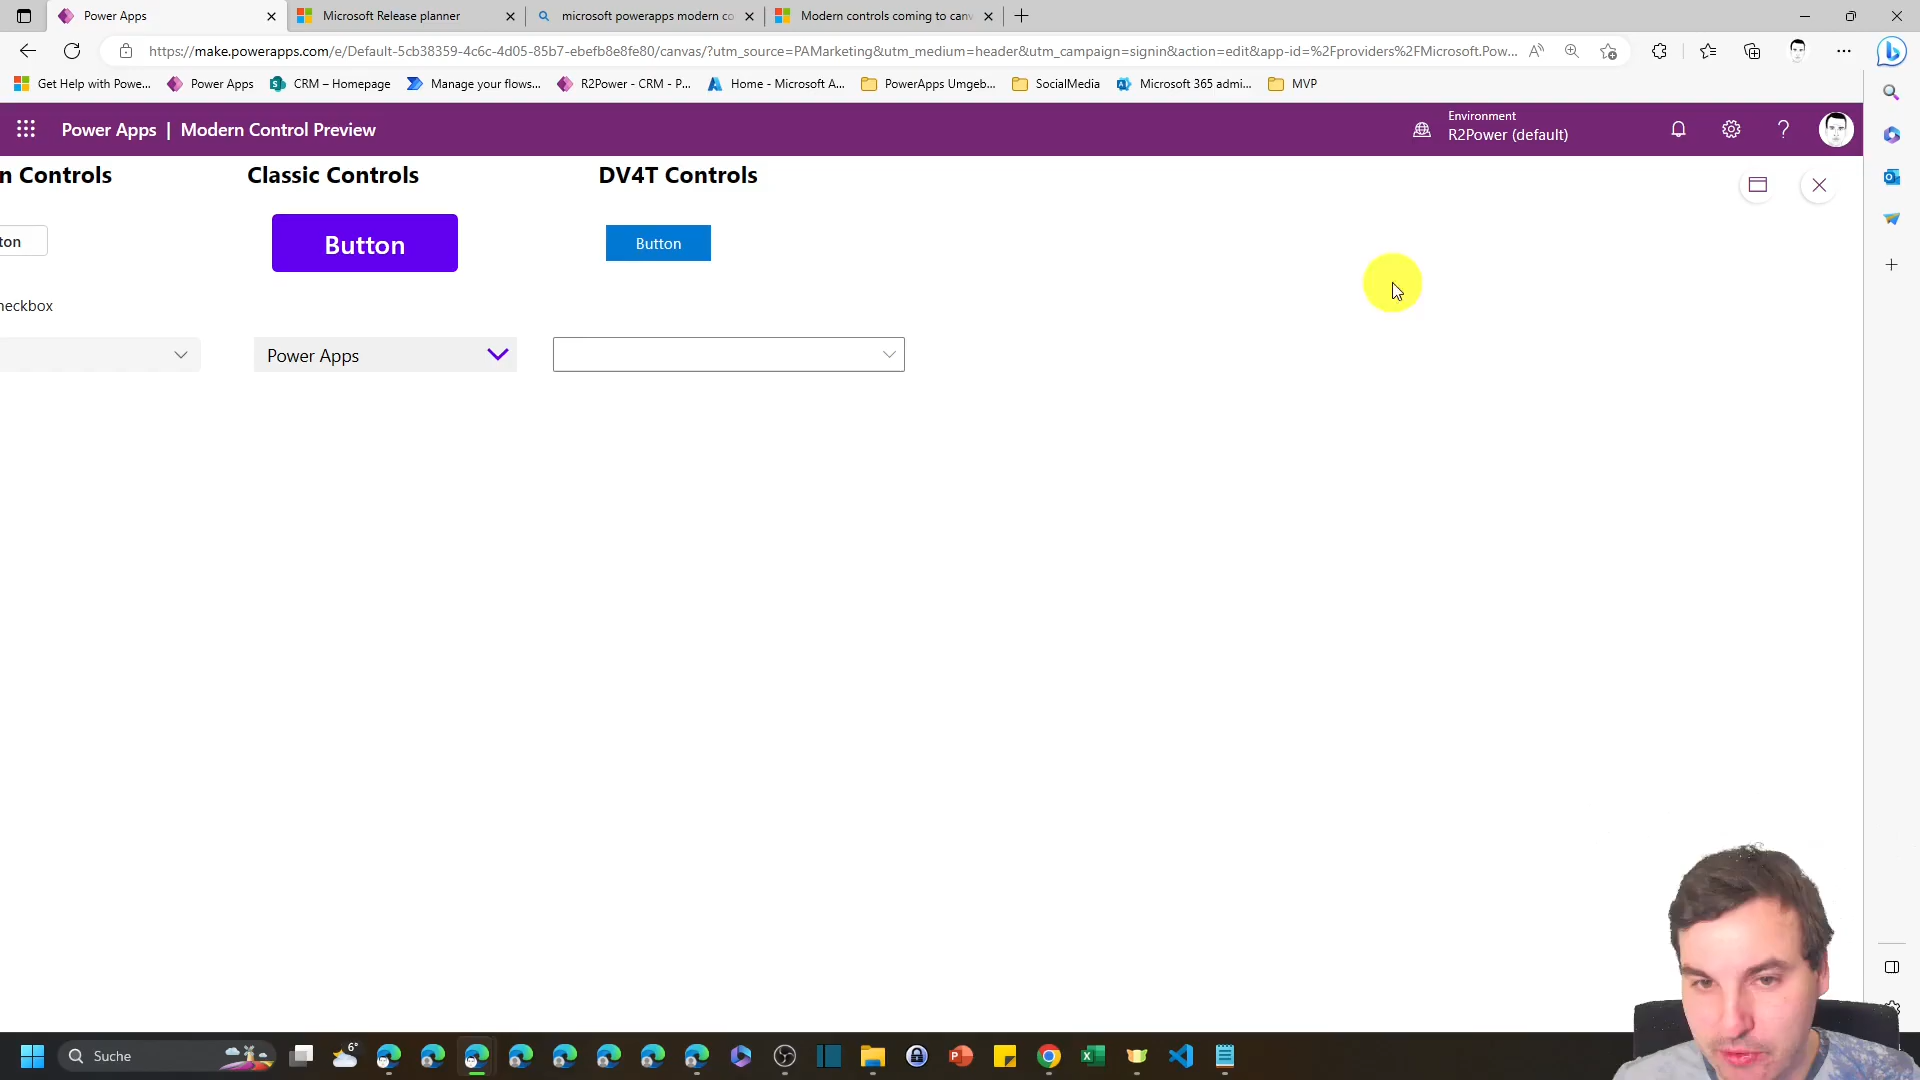 Power Apps
Microsoft Release planner
microsoft powerapps modern co
Modern controls coming to canv
https://make.powerapps.com/e/Default-5cb38359-4c6c-4d05-85b7-ebefb8e8fe80/canvas/?utm_source=PAMarketing&utm_medium=header&utm_campaign=signin&action=edit&app-id=%2Fproviders%2FMicrosoft.Pow...
Get Help with Powe...
Power Apps
CRM – Homepage
Manage your flows...
R2Power - CRM - P...
Home - Microsoft A...
PowerApps Umgeb...
SocialMedia
Microsoft 365 admi...
MVP
Power Apps | Modern Control Preview
Environment
R2Power (default)
n Controls
Classic Controls
DV4T Controls
ton
Button
Button
heckbox
Power Apps
6°
Suche